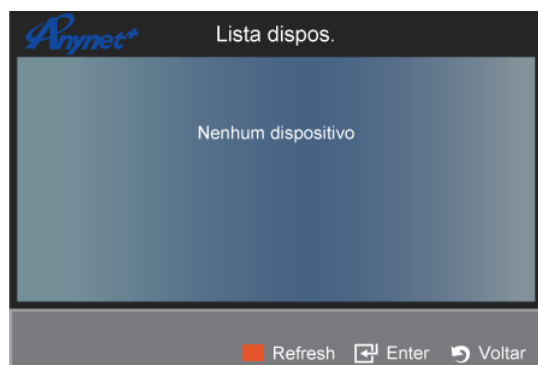 Anynet+
Lista dispos.
Nenhum dispositivo
Refresh Enter Voltar